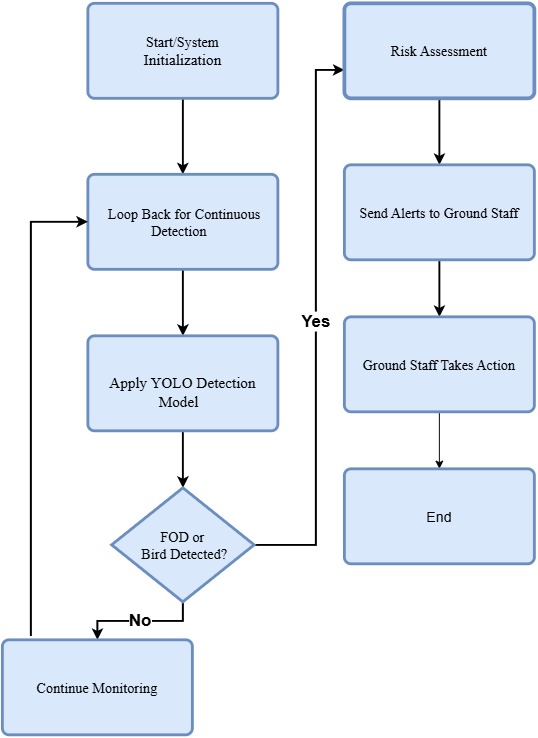 Start/System
Initialization
Loop Back for Continuous
Detection
Apply YOLO Detection
Model
FOD or
Bird Detected?
No
Continue Monitoring
Yes
Risk Assessment
Send Alerts to Ground Staff
Ground Staff Takes Action
End